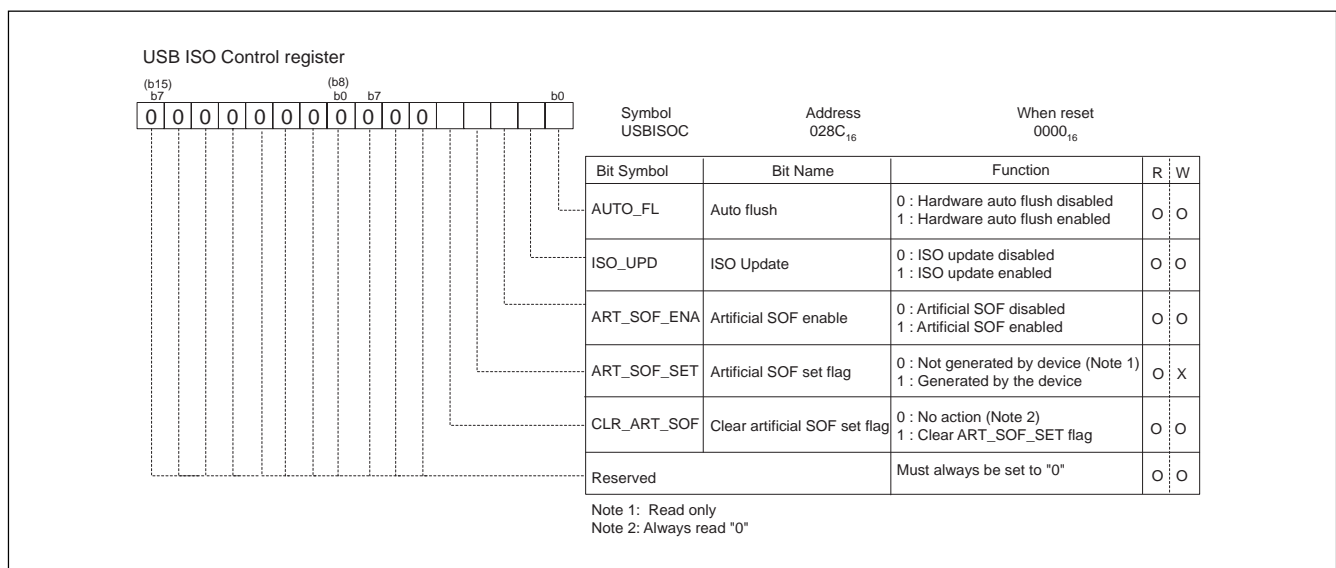 USB ISO Control register
(b15) (b8)
b7 b0 b7 b0
0 0 0 0 0 0 0 0 0 0 0
Symbol Address When reset
USBISOC 028C16 000016
Bit Symbol Bit Name Function R W
AUTO_FL Auto flush 0 : Hardware auto flush disabled O O
1 : Hardware auto flush enabled
ISO_UPD ISO Update 0 : ISO update disabled O O
1 : ISO update enabled
ART_SOF_ENA Artificial SOF enable 0 : Artificial SOF disabled O O
1 : Artificial SOF enabled
ART_SOF_SET Artificial SOF set flag 0 : Not generated by device (Note 1) O X
1 : Generated by the device
CLR_ART_SOF Clear artificial SOF set flag 0 : No action (Note 2) O O
1 : Clear ART_SOF_SET flag
Reserved Must always be set to "0" O O
Note 1: Read only
Note 2: Always read "0"